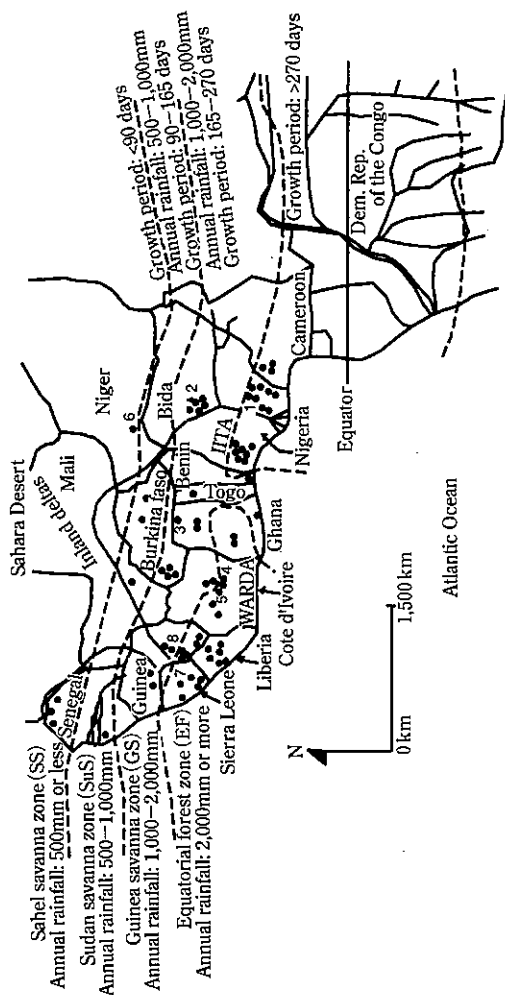 Sahel savanna zone (SS)
Annual rainfall: 500mm or less
Sudan savanna zone (SuS)
Annual rainfall: 500–1,000mm
Guinea savanna zone (GS)
Annual rainfall: 1,000–2,000mm
Equatorial forest zone (EF)
Annual rainfall: 2,000mm or more
Sahara Desert
Inland deltas
Mali
Niger
Senegal
Guinea
Burkina faso
Benin
Bida
Togo
IITA
WARDA
Sierra Leone
Liberia
Cote d'Ivoire
Ghana
Nigeria
Cameroon
Dem. Rep.
of the Congo
Equator
Atlantic Ocean
Growth period: <90 days
Annual rainfall: 500–1,000mm
Growth period: 90–165 days
Growth period: 1,000–2,000mm
Annual rainfall: 165–270 days
Growth period: 165–270 days
Growth period: >270 days
1
2
3
4
5
6
7
8
N
0 km
1,500 km